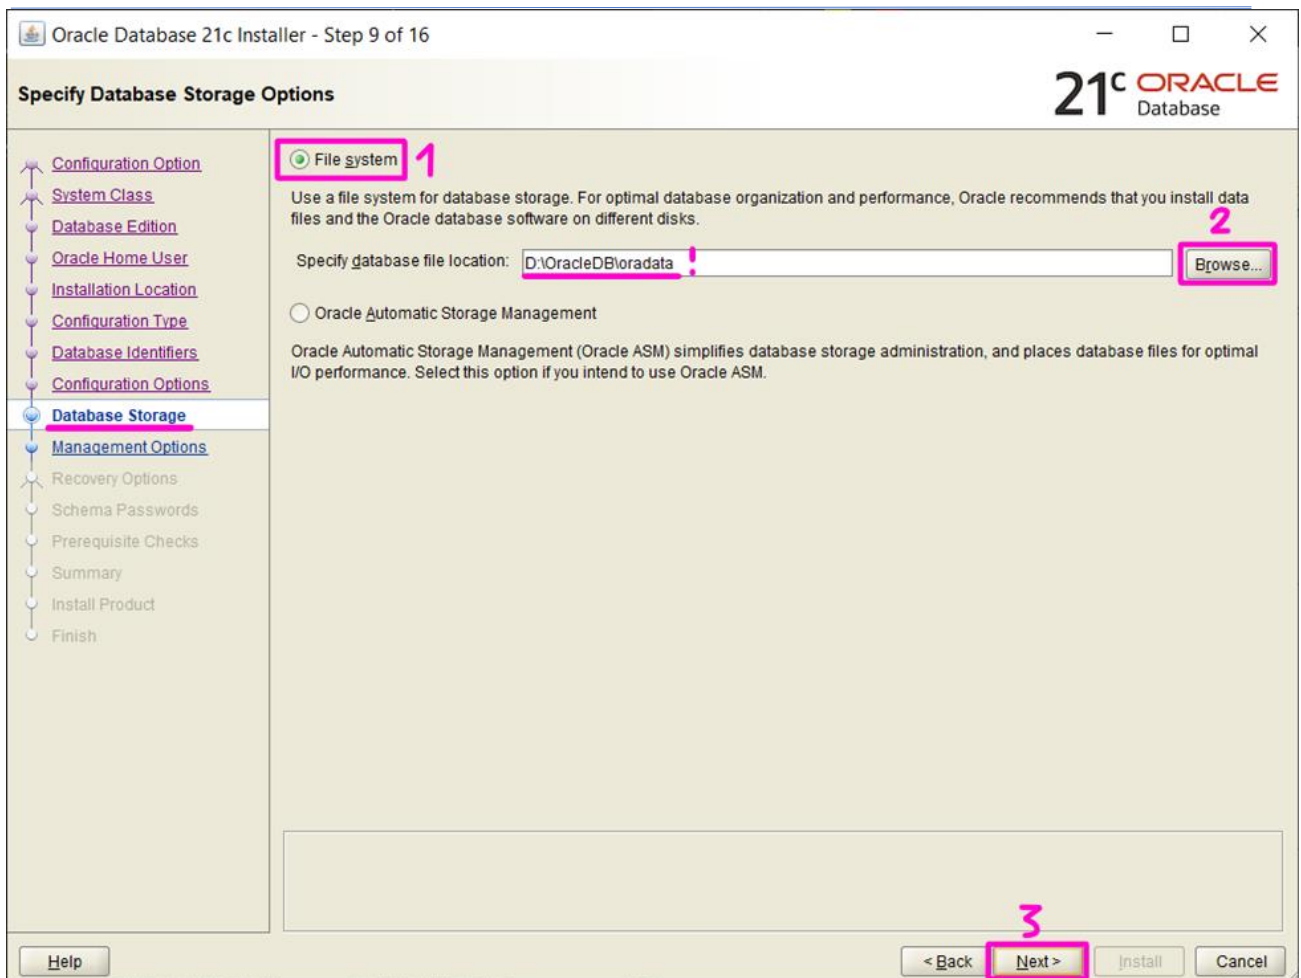 Oracle Database 21c Installer - Step 9 of 16
Specify Database Storage Options
21c ORACLE
Database
Configuration Option
System Class
Database Edition
Oracle Home User
Installation Location
Configuration Type
Database Identifiers
Configuration Options
Database Storage
Management Options
Recovery Options
Schema Passwords
Prerequisite Checks
Summary
Install Product
Finish
File system 1
Use a file system for database storage. For optimal database organization and performance, Oracle recommends that you install data
files and the Oracle database software on different disks.
2
Specify database file location: D:\OracleDB\oradata ! Browse...
Oracle Automatic Storage Management
Oracle Automatic Storage Management (Oracle ASM) simplifies database storage administration, and places database files for optimal
I/O performance. Select this option if you intend to use Oracle ASM.
3
Help < Back Next > Install Cancel